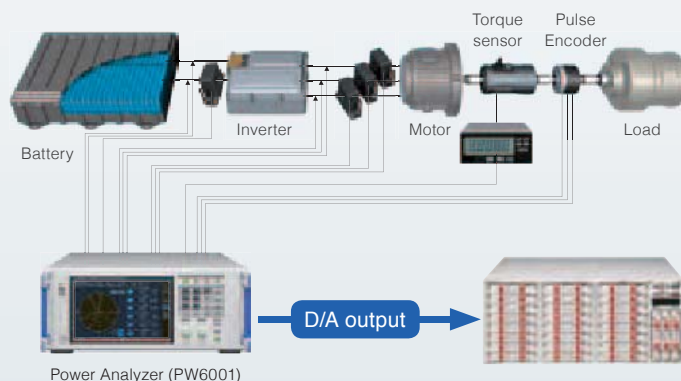 Torque
sensor
Pulse
Encoder
Battery
Inverter
Motor
Load
D/A output
Power Analyzer (PW6001)